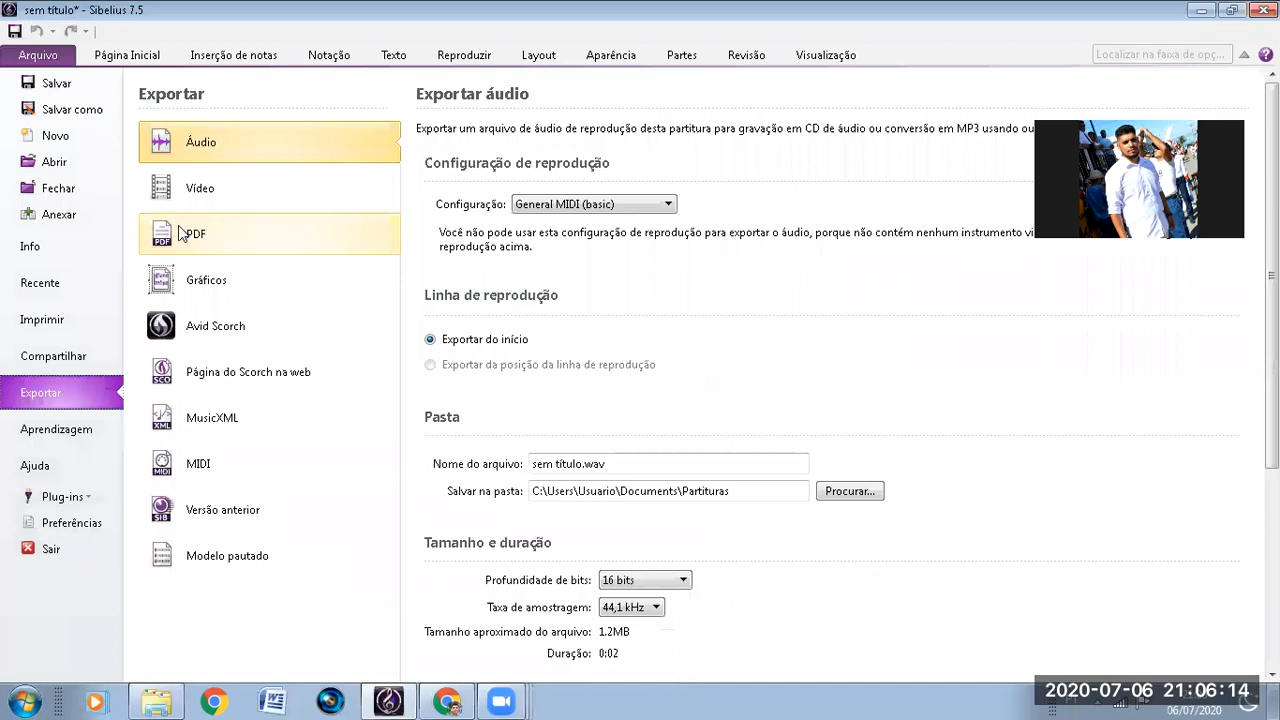 sem título* - Sibelius 7.5
Arquivo
Página Inicial
Inserção de notas
Notação
Texto
Reproduzir
Layout
Aparência
Partes
Revisão
Visualização
Localizar na faixa de opç...
Salvar
Salvar como
Novo
Abrir
Fechar
Anexar
Info
Recente
Imprimir
Compartilhar
Exportar
Aprendizagem
Ajuda
Plug-ins
Preferências
Sair
Exportar
Áudio
Vídeo
PDF
PDF
Gráficos
Avid Scorch
SCO
Página do Scorch na web
XML
MusicXML
MIDI
MIDI
SIB
Versão anterior
Modelo pautado
Exportar áudio
Exportar um arquivo de áudio de reprodução desta partitura para gravação em CD de áudio ou conversão em MP3 usando ou
Configuração de reprodução
Configuração: General MIDI (basic)
Você não pode usar esta configuração de reprodução para exportar o áudio, porque não contém nenhum instrumento
reprodução acima.
Linha de reprodução
Exportar do início
Exportar da posição da linha de reprodução
Pasta
Nome do arquivo: sem título.wav
Salvar na pasta: C:\Users\Usuario\Documents\Partituras Procurar...
Tamanho e duração
Profundidade de bits: 16 bits
Taxa de amostragem: 44,1 kHz
Tamanho aproximado do arquivo: 1.2MB
Duração: 0:02
2020-07-06 21:06:14
06/07/2020